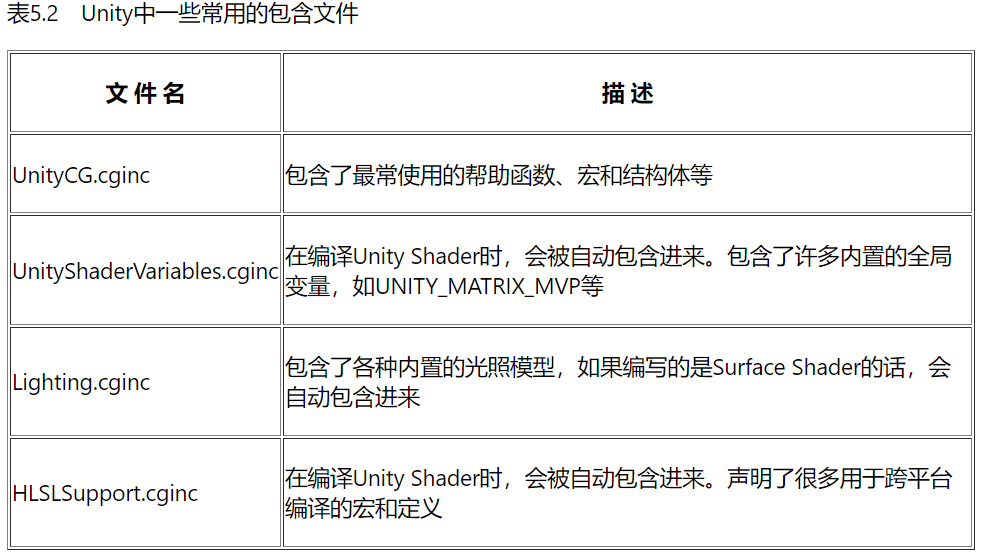 表5.2 Unity中一些常用的包含文件
文 件 名
描 述
UnityCG.cginc
包含了最常使用的帮助函数、宏和结构体等
UnityShaderVariables.cginc
在编译Unity Shader时，会被自动包含进来。包含了许多内置的全局
变量，如UNITY_MATRIX_MVP等
Lighting.cginc
包含了各种内置的光照模型，如果编写的是Surface Shader的话，会
自动包含进来
HLSLSupport.cginc
在编译Unity Shader时，会被自动包含进来。声明了很多用于跨平台
编译的宏和定义